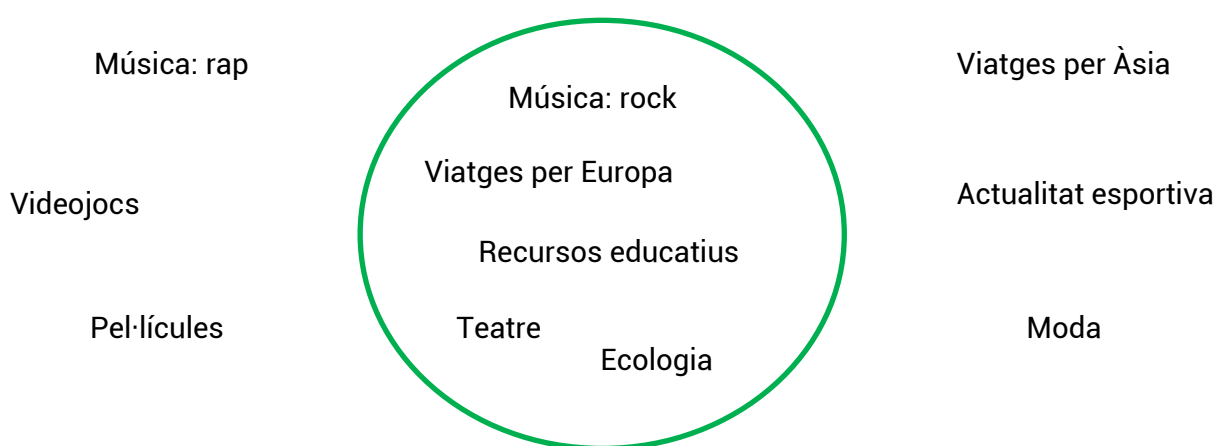 Música: rap
Viatges per Àsia
Música: rock
Viatges per Europa
Videojocs
Actualitat esportiva
Recursos educatius
Pel·lícules
Teatre
Moda
Ecologia